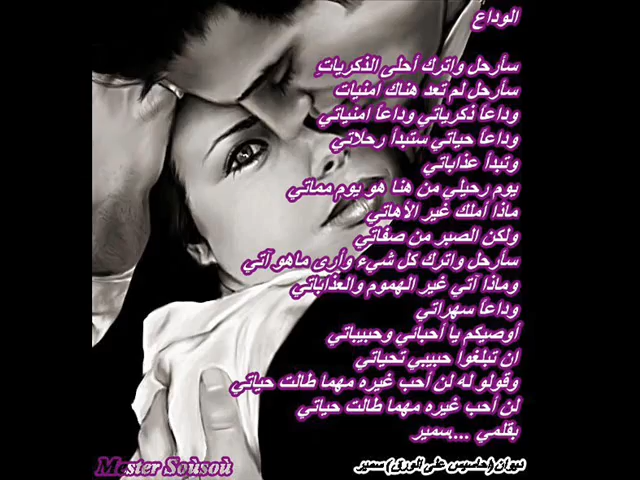 الوداع
سأرحل واترك أحلى الذكرياتِ
سأرحل لم تعد هناك امنيات
وداعاً ذكرياتي وداعاً امنياتي
وداعاً حياتي ستبدأ رحلاتي
وتبدأ عذاباتي
يوم رحيلي من هنا هو يوم مماتي
ماذا أملك غير الأهاتي
ولكن الصبر من صفاتي
سأرحل واترك كل شيء وأرى ماهو آتي
وماذا آتي غير الهموم والعذاباتي
وداعاً سهراتي
أوصيكم يا أحبائي وحبيباتي
ان تبلغوا حبيبي تحياتي
وقولو له لن أحب غيره مهما طالت حياتي
لن أحب غيره مهما طالت حياتي
بقلمي ....سمير
Mester Soùsoù
ديوان (احاسيس على الورق) سمير